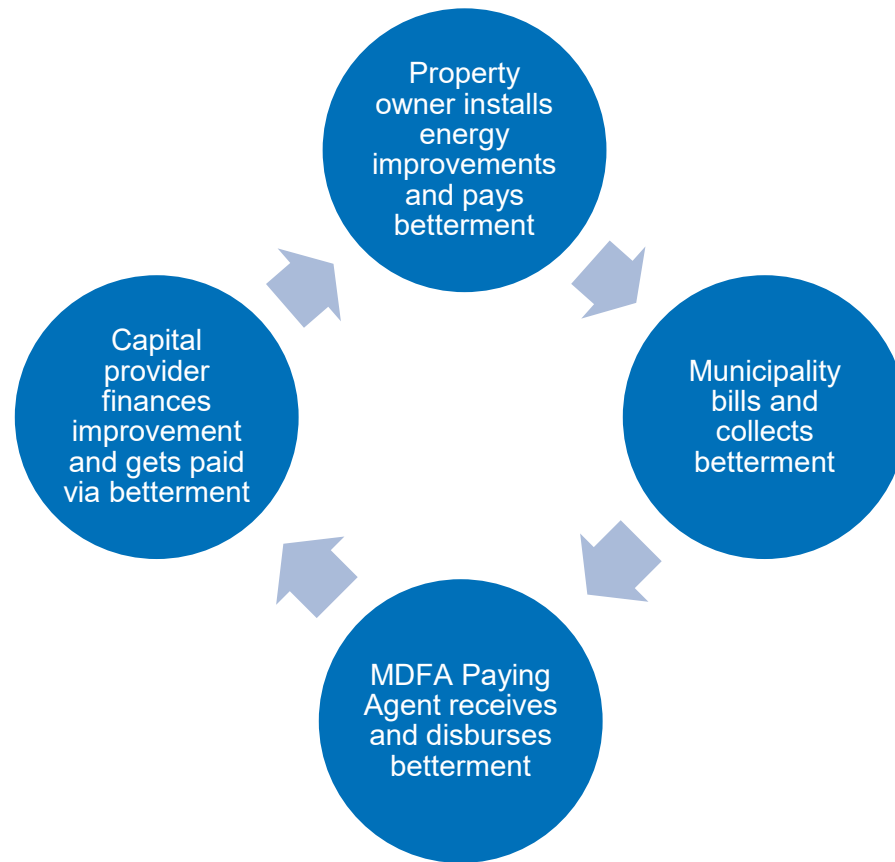 Property
owner installs
energy
improvements
and pays
betterment
Municipality
bills and
collects
betterment
MDFA Paying
Agent receives
and disburses
betterment
Capital
provider
finances
improvement
and gets paid
via betterment